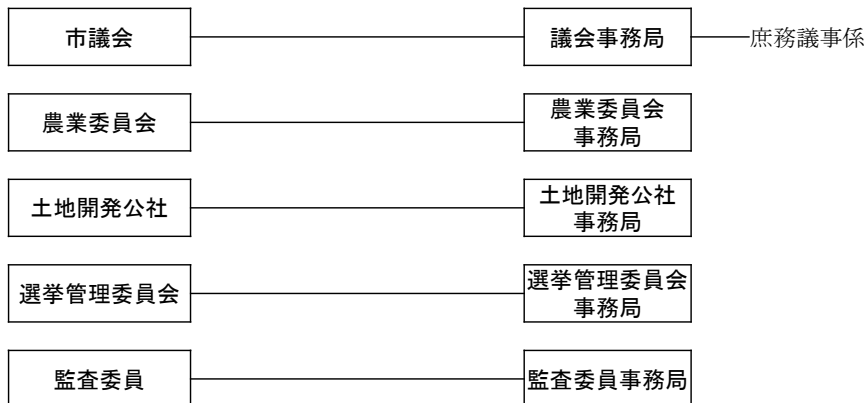 市議会
議会事務局
庶務議事係
農業委員会
農業委員会
事務局
土地開発公社
土地開発公社
事務局
選挙管理委員会
選挙管理委員会
事務局
監査委員
監査委員事務局